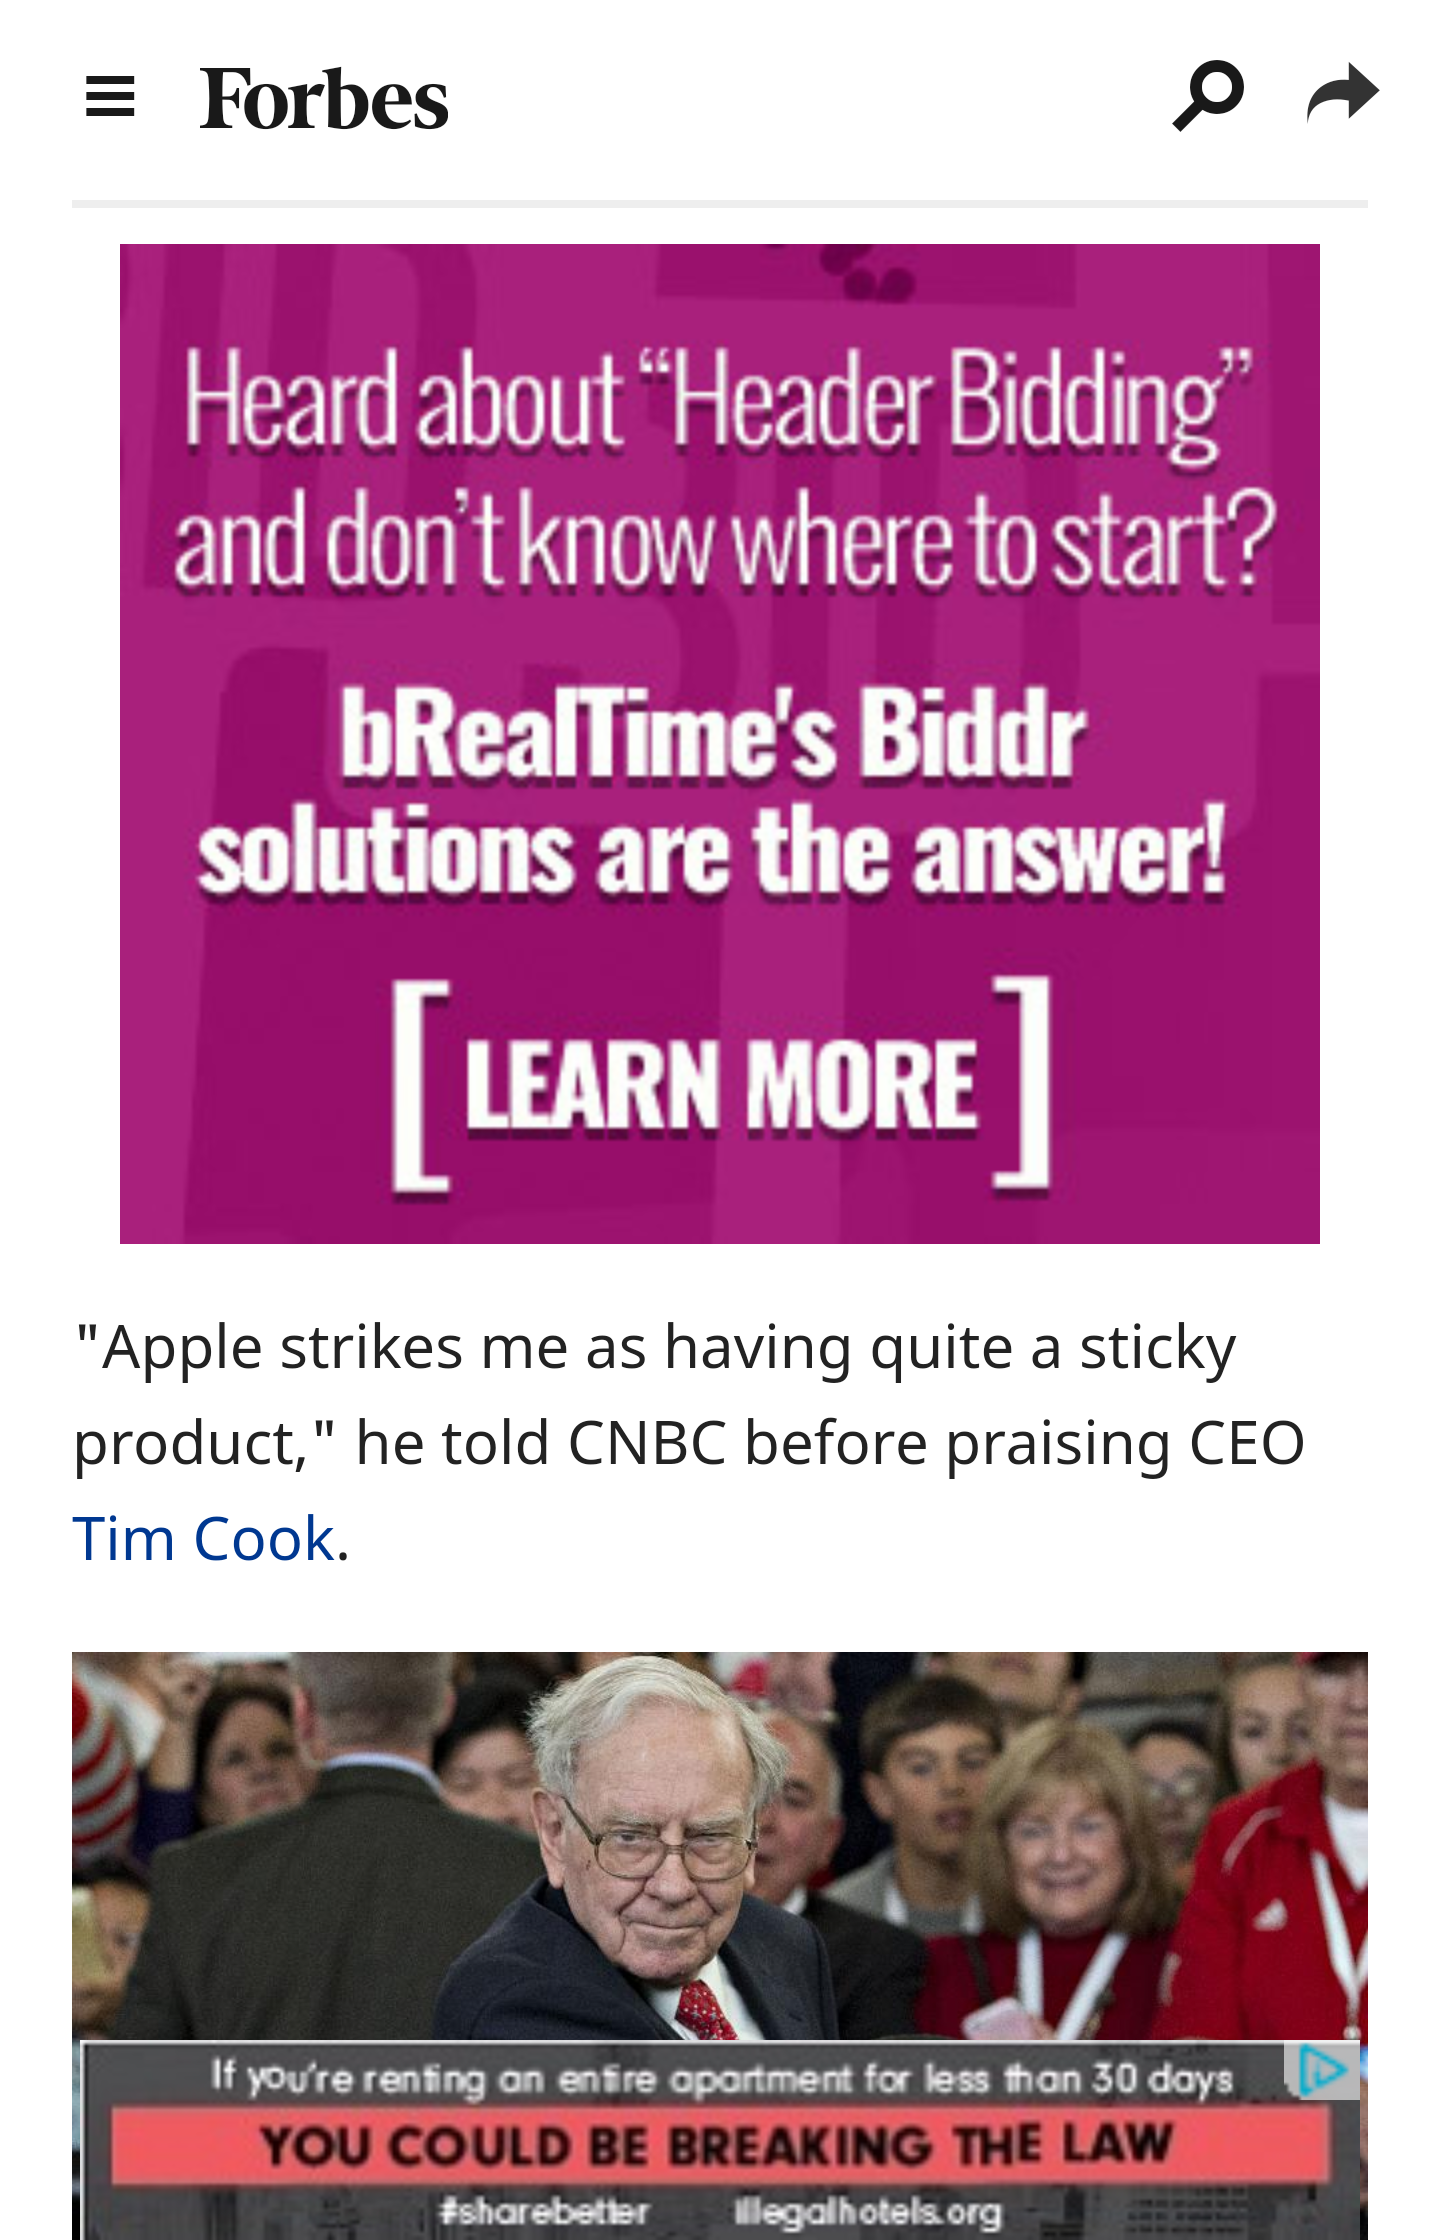 Forbes
Heard about “Header Bidding”
and don’t know where to start?
bRealTime's Biddr
solutions are the answer!
[ LEARN MORE ]
"Apple strikes me as having quite a sticky
product," he told CNBC before praising CEO
Tim Cook.
If you're renting an entire apartment for less than 30 days
YOU COULD BE BREAKING THE LAW
#sharebetter illegalhotels.org